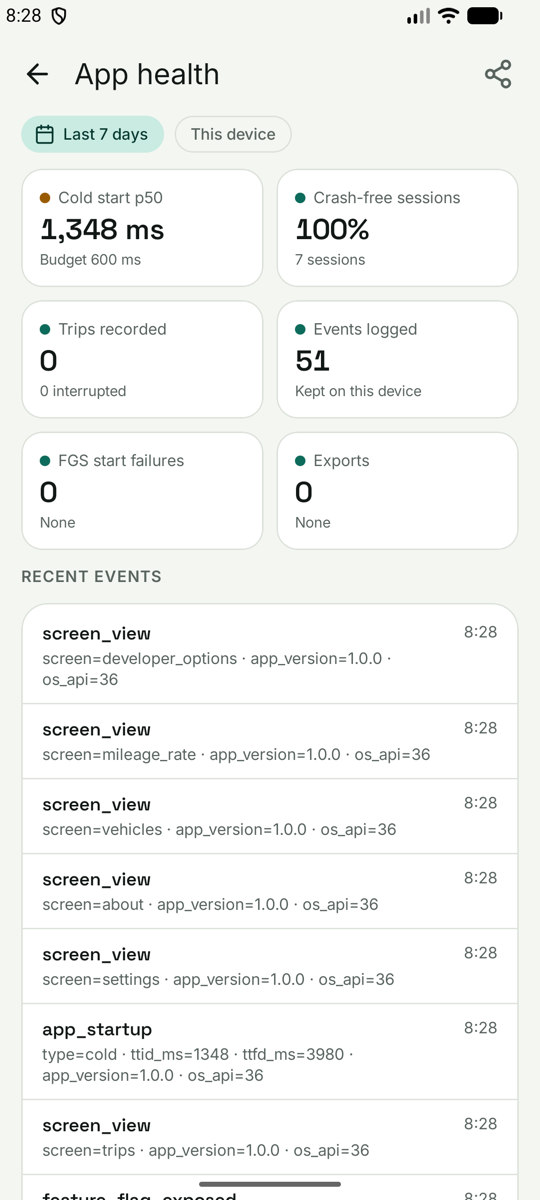 8:28
App health
Last 7 days
This device
Cold start p50
1,348 ms
Budget 600 ms
Crash-free sessions
100%
7 sessions
Trips recorded
0
0 interrupted
Events logged
51
Kept on this device
FGS start failures
0
None
Exports
0
None
RECENT EVENTS
screen_view
8:28
screen=developer_options · app_version=1.0.0 ·
os_api=36
screen_view
8:28
screen=mileage_rate · app_version=1.0.0 · os_api=36
screen_view
8:28
screen=vehicles · app_version=1.0.0 · os_api=36
screen_view
8:28
screen=about · app_version=1.0.0 · os_api=36
screen_view
8:28
screen=settings · app_version=1.0.0 · os_api=36
app_startup
8:28
type=cold · ttid_ms=1348 · ttfd_ms=3980 ·
app_version=1.0.0 · os_api=36
screen_view
8:28
screen=trips · app_version=1.0.0 · os_api=36
feature_flag_exposed
8:28